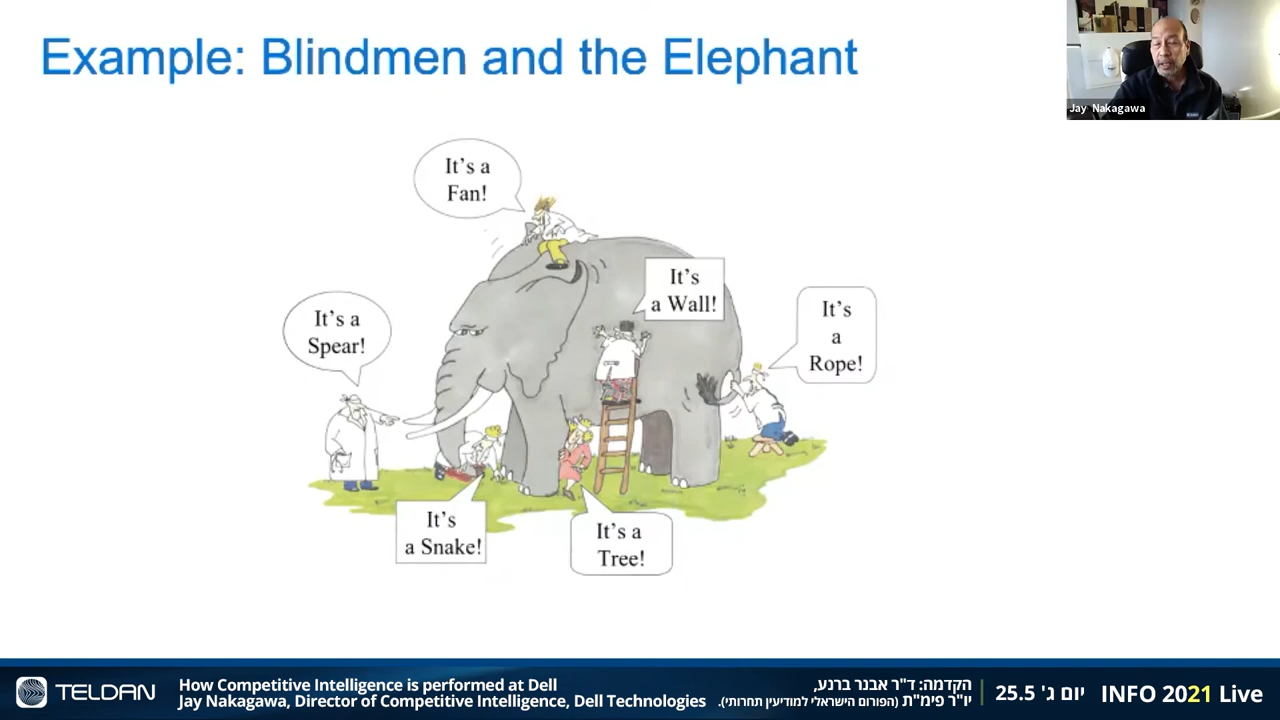 Example: Blindmen and the Elephant
Jay Nakagawa
It's a
Fan!
It's
a Wall!
It's a
Spear!
It's
a
Rope!
It's
a Snake!
It's a
Tree!
TELDAN
How Competitive Intelligence is performed at Dell
Jay Nakagawa, Director of Competitive Intelligence, Dell Technologies
הקדמה: ד"ר אבנר ברנע,
יו"ר פימ"ת (הפורום הישראלי למודיעין תחרותי).
יום ג' 25.5
INFO 2021 Live